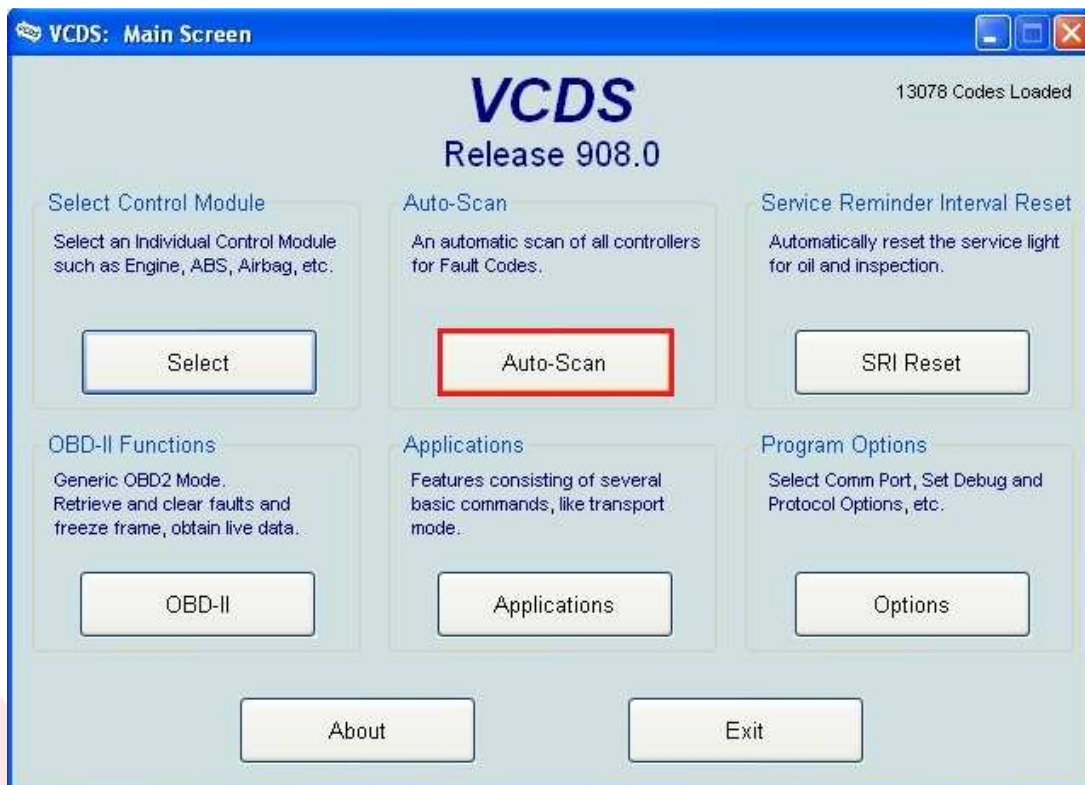 VCDS: Main Screen
VCDS
Release 908.0
13078 Codes Loaded
Select Control Module
Select an Individual Control Module
such as Engine, ABS, Airbag, etc.
Select
Auto-Scan
An automatic scan of all controllers
for Fault Codes.
Auto-Scan
Service Reminder Interval Reset
Automatically reset the service light
for oil and inspection.
SRI Reset
OBD-II Functions
Generic OBD2 Mode.
Retrieve and clear faults and
freeze frame, obtain live data.
OBD-II
Applications
Features consisting of several
basic commands, like transport
mode.
Applications
Program Options
Select Comm Port, Set Debug and
Protocol Options, etc.
Options
About
Exit